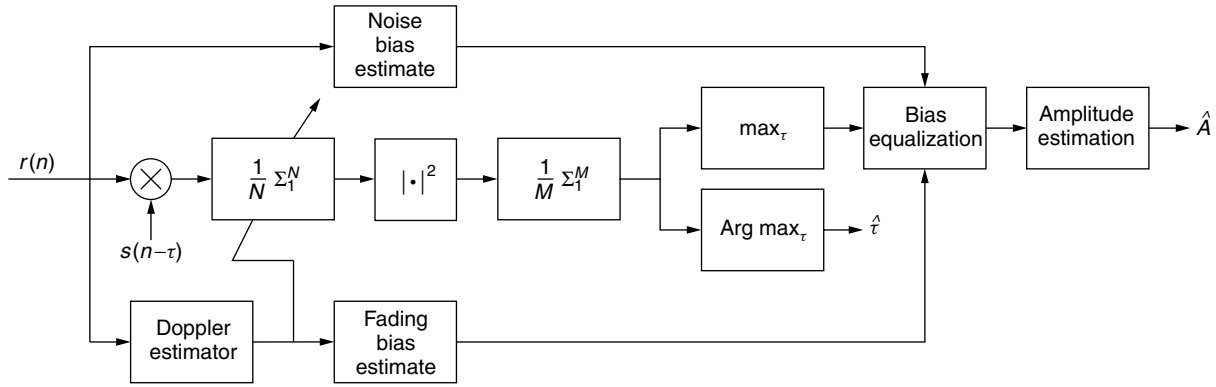 Noise
bias
estimate
r(n)
s(n−τ)
1/N Σ₁ᴺ
|•|²
1/M Σ₁ᴹ
max_τ
Arg max_τ
τ̂
Bias
equalization
Amplitude
estimation
Â
Doppler
estimator
Fading
bias
estimate